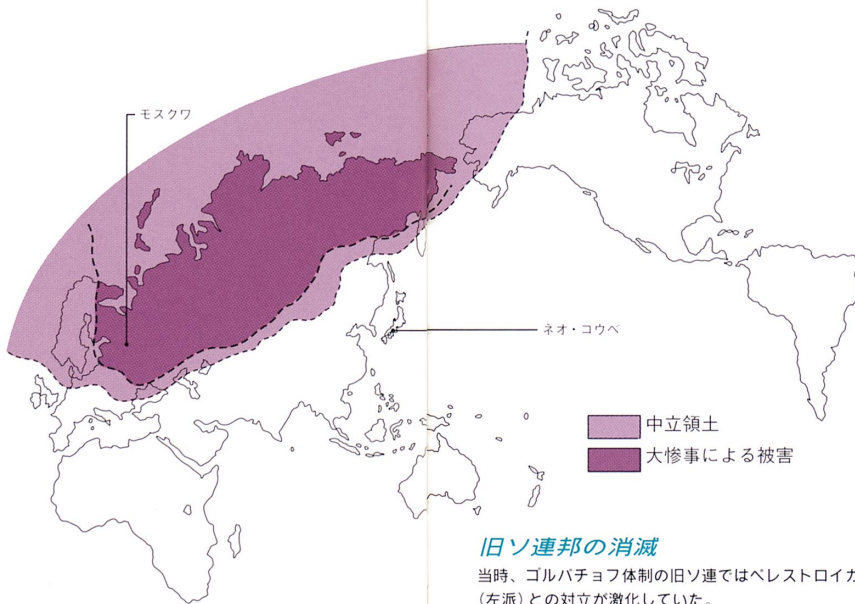 モスクワ
ネオ・コウベ
中立領土
大惨事による被害
旧ソ連邦の消滅
当時、ゴルバチョフ体制の旧ソ連ではペレストロイカ
(左派)との対立が激化していた。